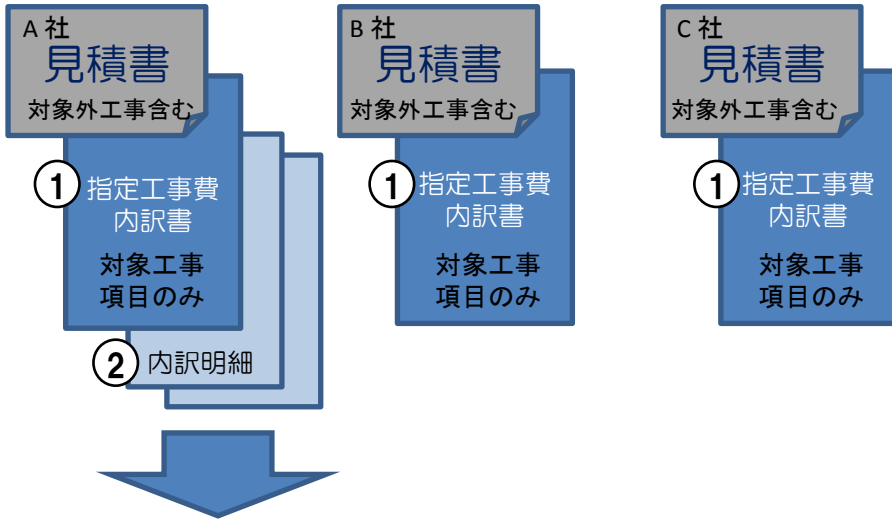 A 社
見積書
対象外工事含む
① 指定工事費
内訳書
対象工事
項目のみ
② 内訳明細
B 社
見積書
対象外工事含む
① 指定工事費
内訳書
対象工事
項目のみ
C 社
見積書
対象外工事含む
① 指定工事費
内訳書
対象工事
項目のみ